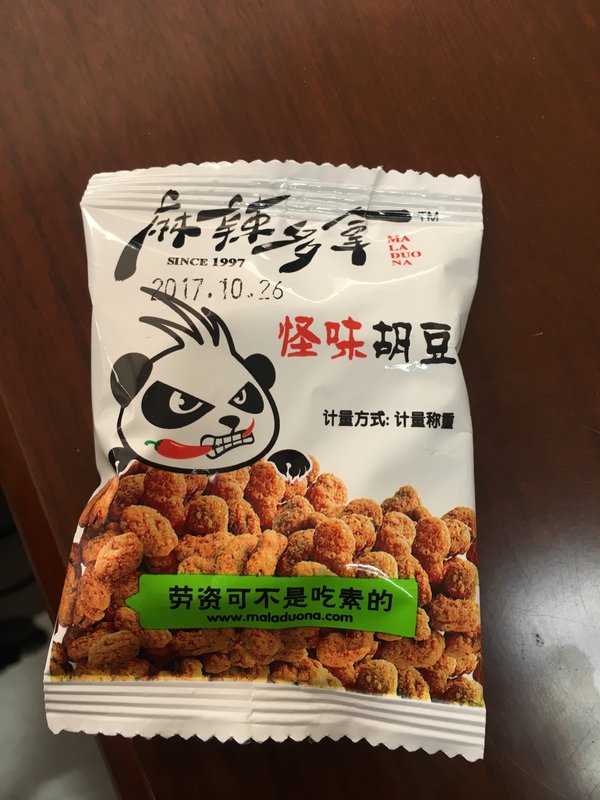 麻辣多拿 TM
MA
LA
DUO
NA
SINCE 1997
2017.10.26
怪味胡豆
计量方式: 计量称重
劳资可不是吃素的
www.maladuona.com